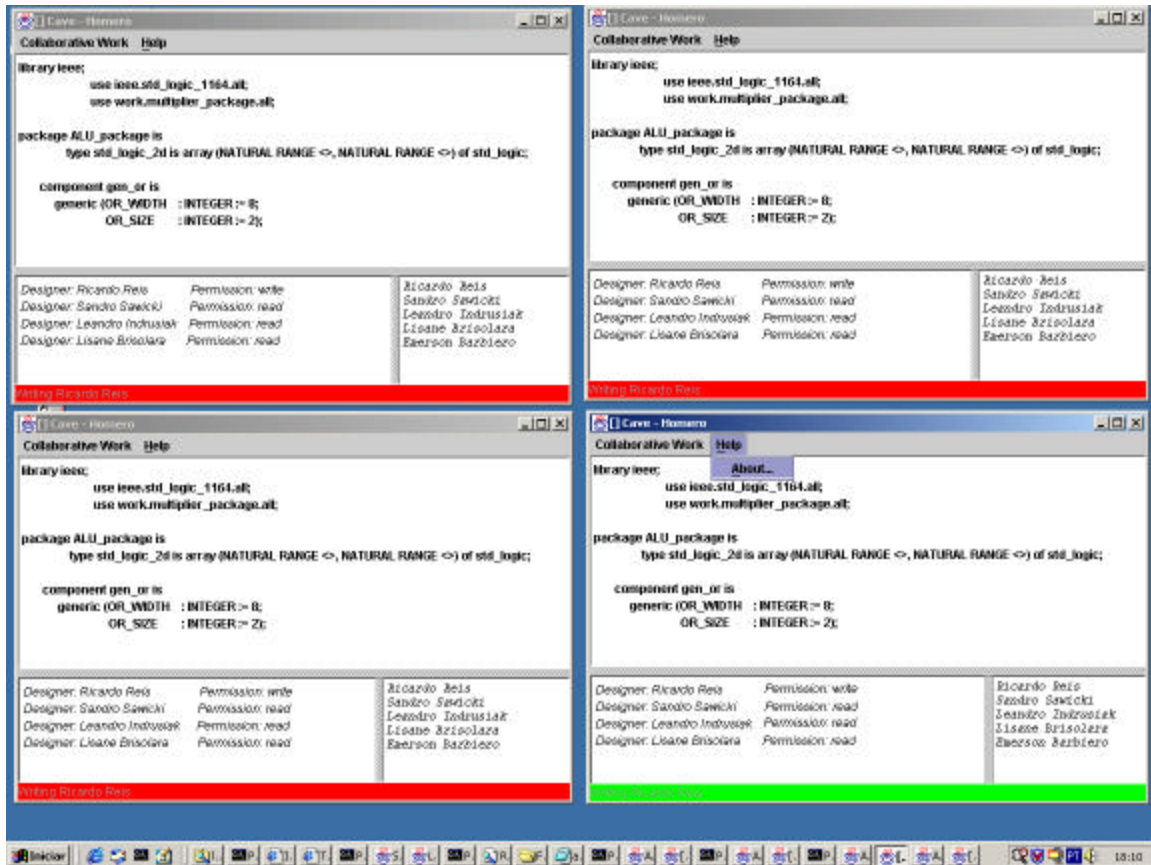 [] Cave - Homero
Collaborative Work Help
library ieee;
use ieee.std_logic_1164.all;
use work.multiplier_package.all;
package ALU_package is
type std_logic_2d is array (NATURAL RANGE <>, NATURAL RANGE <>) of std_logic;
component gen_or is
generic (OR_WIDTH : INTEGER := 8;
OR_SIZE : INTEGER := 2);
Designer: Ricardo Reis Permission: write
Designer: Sandro Sawicki Permission: read
Designer: Leandro Indrusiak Permission: read
Designer: Lisane Brisolara Permission: read
Ricardo Reis
Sandro Sawicki
Leandro Indrusiak
Lisane Brisolara
Emerson Barbiero
Writing Ricardo Reis
[] Cave - Homero
Collaborative Work Help
library ieee;
use ieee.std_logic_1164.all;
use work.multiplier_package.all;
package ALU_package is
type std_logic_2d is array (NATURAL RANGE <>, NATURAL RANGE <>) of std_logic;
component gen_or is
generic (OR_WIDTH : INTEGER := 8;
OR_SIZE : INTEGER := 2);
Designer: Ricardo Reis Permission: write
Designer: Sandro Sawicki Permission: read
Designer: Leandro Indrusiak Permission: read
Designer: Lisane Brisolara Permission: read
Ricardo Reis
Sandro Sawicki
Leandro Indrusiak
Lisane Brisolara
Emerson Barbiero
Writing Ricardo Reis
[] Cave - Homero
Collaborative Work Help
library ieee;
use ieee.std_logic_1164.all;
use work.multiplier_package.all;
package ALU_package is
type std_logic_2d is array (NATURAL RANGE <>, NATURAL RANGE <>) of std_logic;
component gen_or is
generic (OR_WIDTH : INTEGER := 8;
OR_SIZE : INTEGER := 2);
Designer: Ricardo Reis Permission: write
Designer: Sandro Sawicki Permission: read
Designer: Leandro Indrusiak Permission: read
Designer: Lisane Brisolara Permission: read
Ricardo Reis
Sandro Sawicki
Leandro Indrusiak
Lisane Brisolara
Emerson Barbiero
Writing Ricardo Reis
[] Cave - Homero
Collaborative Work Help
About...
library ieee;
use ieee.std_logic_1164.all;
use work.multiplier_package.all;
package ALU_package is
type std_logic_2d is array (NATURAL RANGE <>, NATURAL RANGE <>) of std_logic;
component gen_or is
generic (OR_WIDTH : INTEGER := 8;
OR_SIZE : INTEGER := 2);
Designer: Ricardo Reis Permission: write
Designer: Sandro Sawicki Permission: read
Designer: Leandro Indrusiak Permission: read
Designer: Lisane Brisolara Permission: read
Ricardo Reis
Sandro Sawicki
Leandro Indrusiak
Lisane Brisolara
Emerson Barbiero
Writing Ricardo Reis
Iniciar PT 18:10